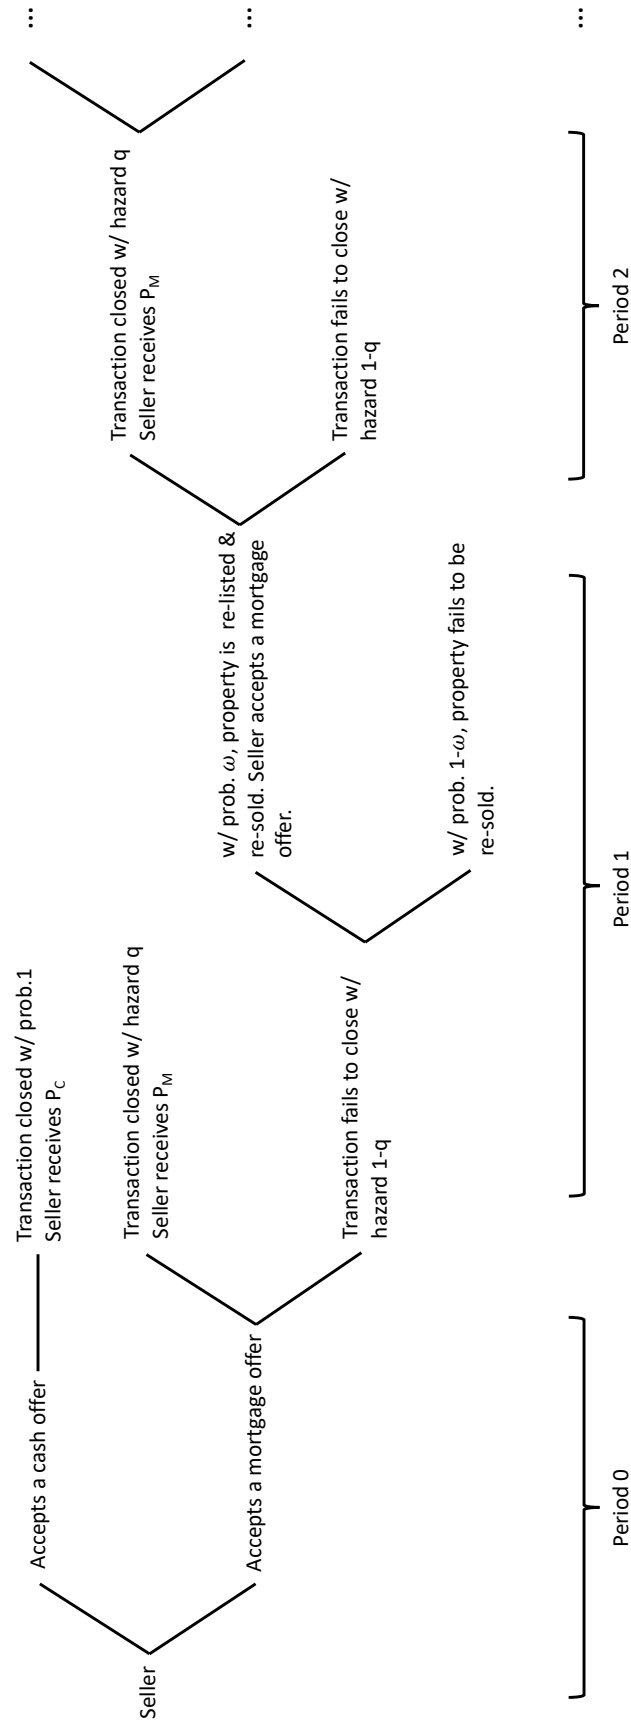 Seller
Accepts a cash offer
Accepts a mortgage offer
Transaction closed w/ prob.1
Seller receives P_C
Transaction closed w/ hazard q
Seller receives P_M
Transaction fails to close w/
hazard 1-q
w/ prob. ω, property is re-listed &
re-sold. Seller accepts a mortgage
offer.
w/ prob. 1-ω, property fails to be
re-sold.
Transaction closed w/ hazard q
Seller receives P_M
Transaction fails to close w/
hazard 1-q
...
...
...
Period 0
Period 1
Period 2